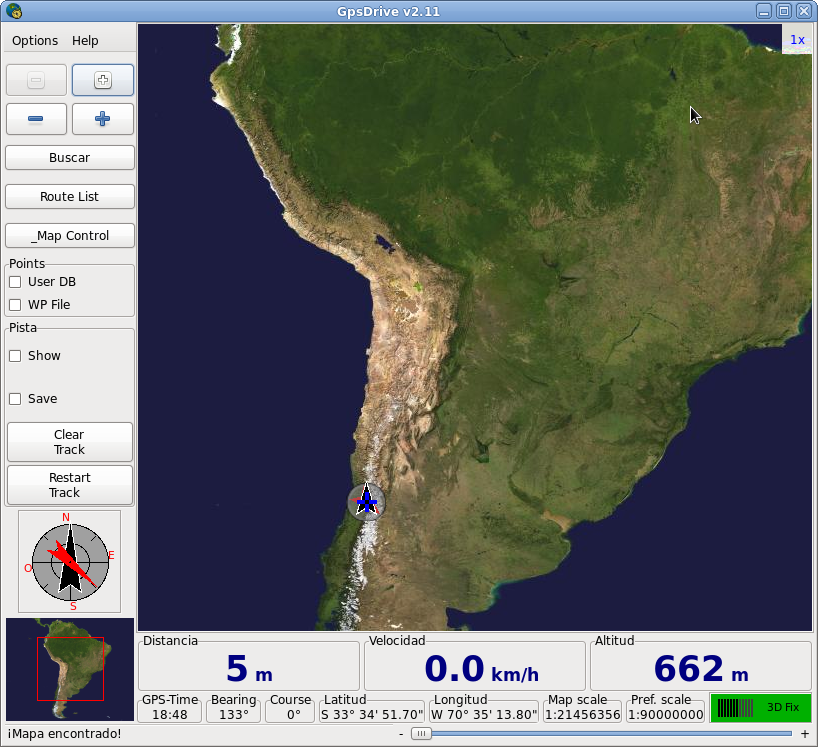 GpsDrive v2.11
Options Help
1x
Buscar
Route List
_Map Control
Points
User DB
WP File
Pista
Show
Save
Clear
Track
Restart
Track
N
O E
S
Distancia Velocidad Altitud
5 m 0.0 km/h 662 m
GPS-Time Bearing Course Latitud Longitud Map scale Pref. scale
18:48 133° 0° S 33° 34' 51.70" W 70° 35' 13.80" 1:21456356 1:90000000 3D Fix
¡Mapa encontrado! - +